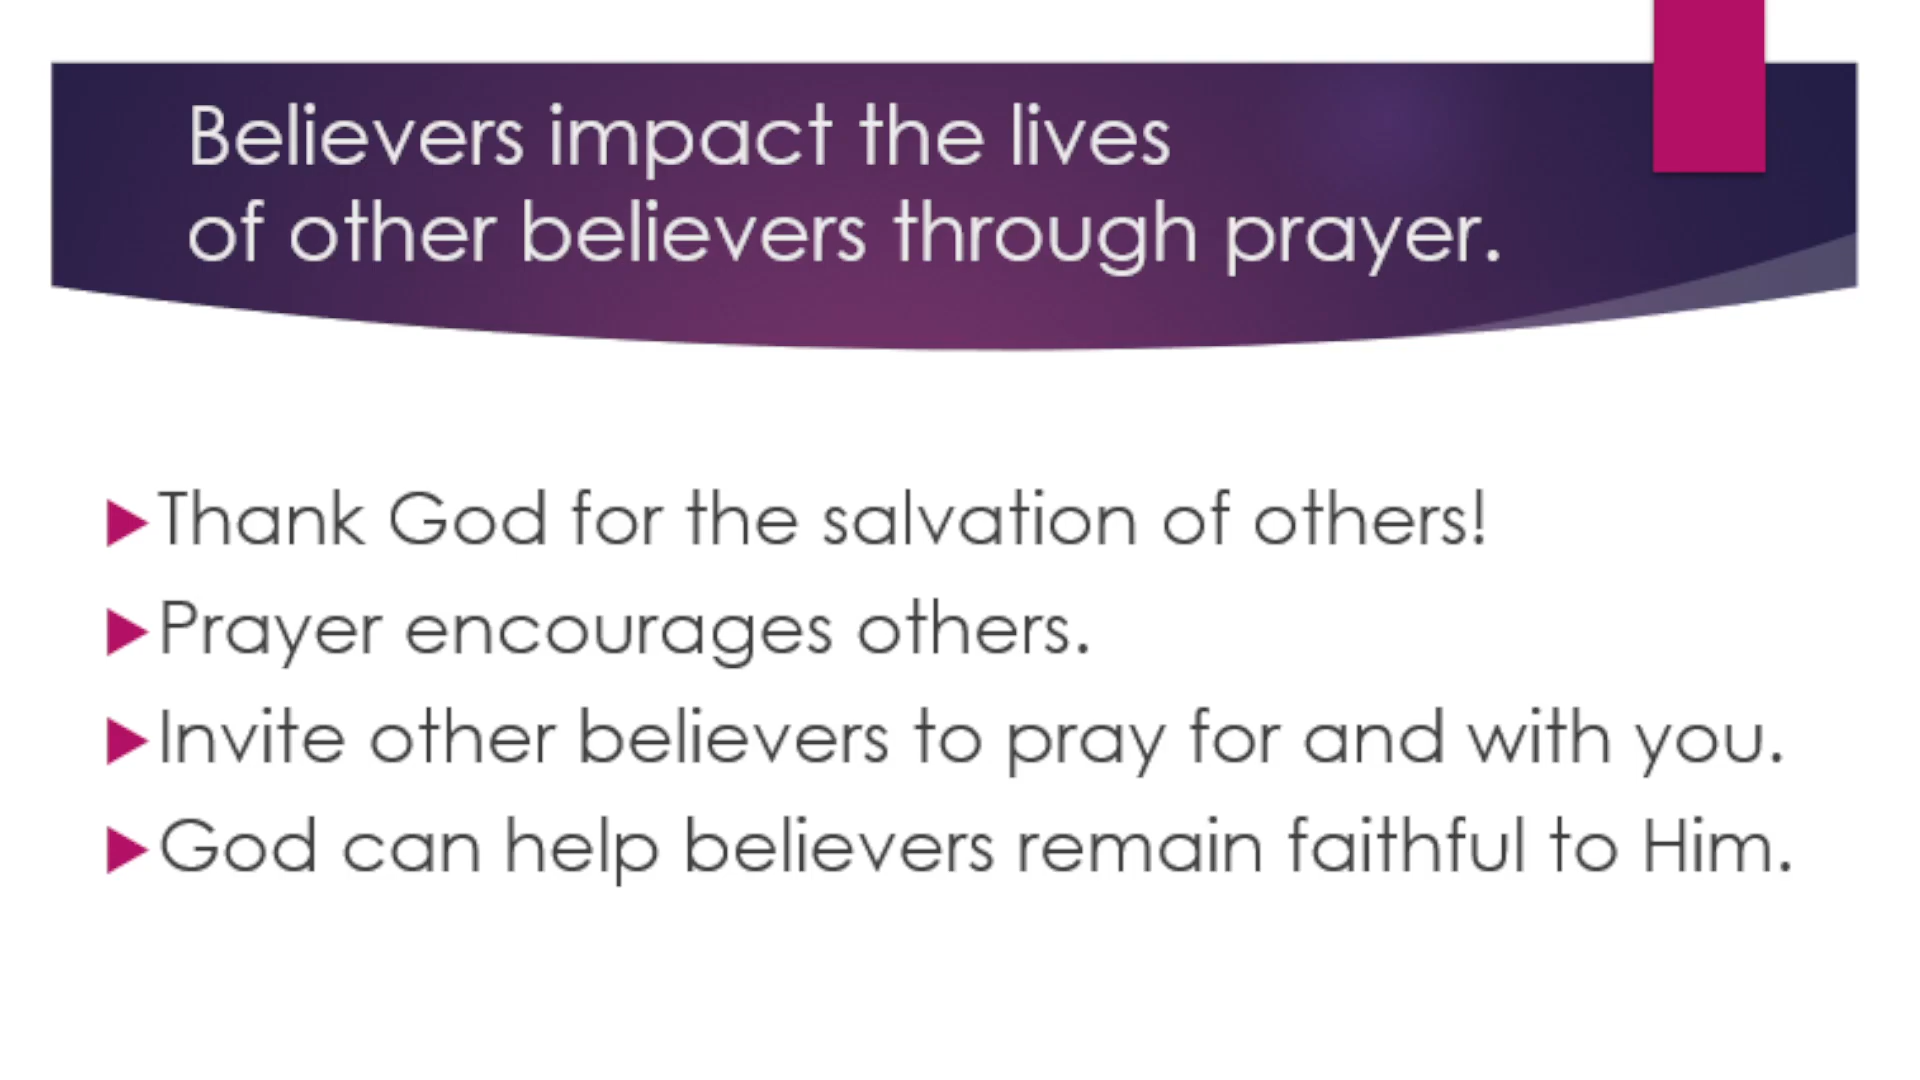 Believers impact the lives
of other believers through prayer.
Thank God for the salvation of others!
Prayer encourages others.
Invite other believers to pray for and with you.
God can help believers remain faithful to Him.